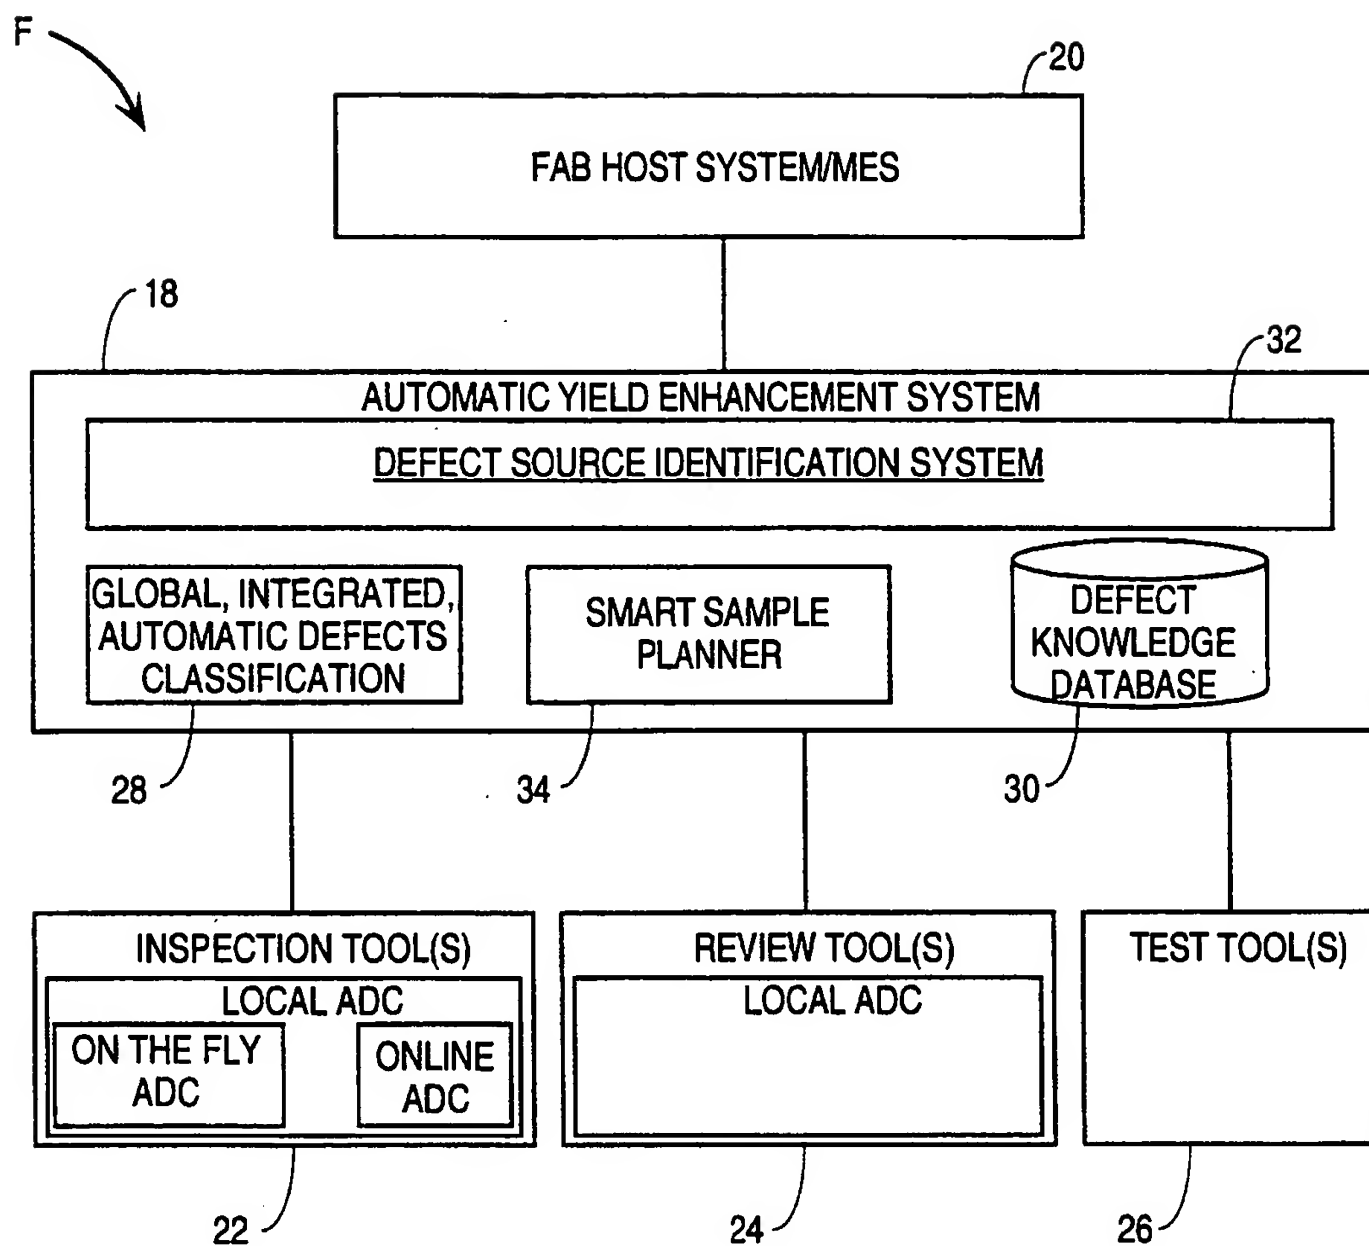 F
20
FAB HOST SYSTEM/MES
18
32
AUTOMATIC YIELD ENHANCEMENT SYSTEM
DEFECT SOURCE IDENTIFICATION SYSTEM
GLOBAL, INTEGRATED,
AUTOMATIC DEFECTS
CLASSIFICATION
SMART SAMPLE
PLANNER
DEFECT
KNOWLEDGE
DATABASE
28
34
30
INSPECTION TOOL(S)
LOCAL ADC
ON THE FLY
ADC
ONLINE
ADC
REVIEW TOOL(S)
LOCAL ADC
TEST TOOL(S)
22
24
26